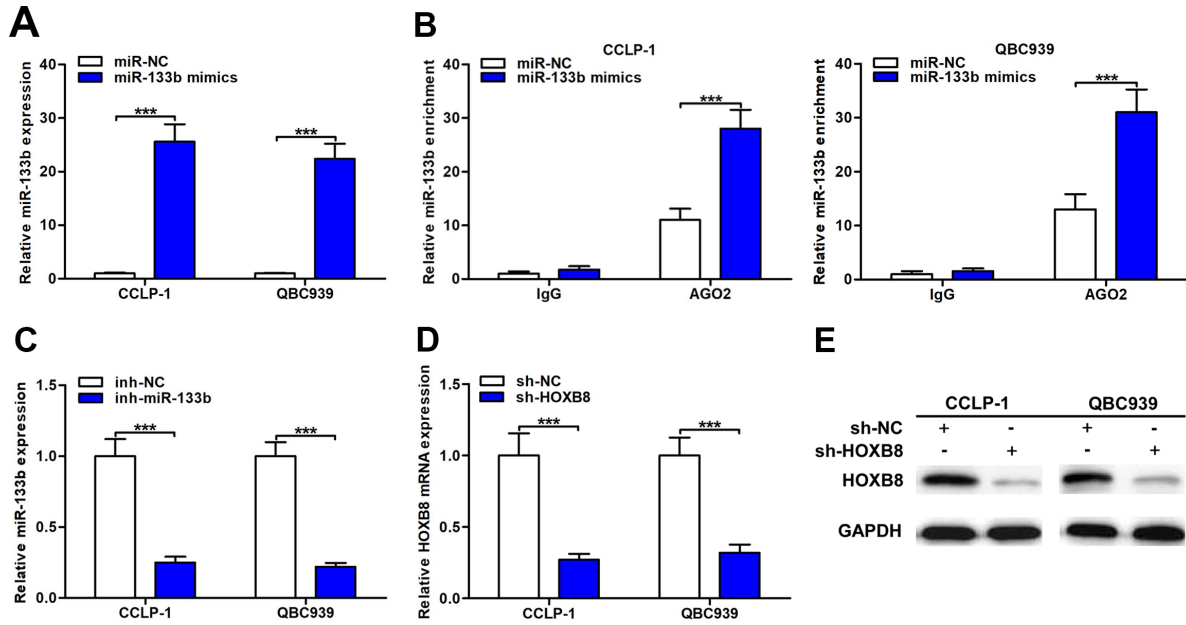 A
Relative miR-133b expression
40
30
20
10
0
miR-NC
miR-133b mimics
***
***
CCLP-1
QBC939
B
CCLP-1
Relative miR-133b enrichment
40
30
20
10
0
miR-NC
miR-133b mimics
***
IgG
AGO2
QBC939
Relative miR-133b enrichment
40
30
20
10
0
miR-NC
miR-133b mimics
***
IgG
AGO2
C
Relative miR-133b expression
1.5
1.0
0.5
0.0
inh-NC
inh-miR-133b
***
***
CCLP-1
QBC939
D
Relative HOXB8 mRNA expression
1.5
1.0
0.5
0.0
sh-NC
sh-HOXB8
***
***
CCLP-1
QBC939
E
CCLP-1 QBC939
sh-NC + - + -
sh-HOXB8 - + - +
HOXB8
GAPDH